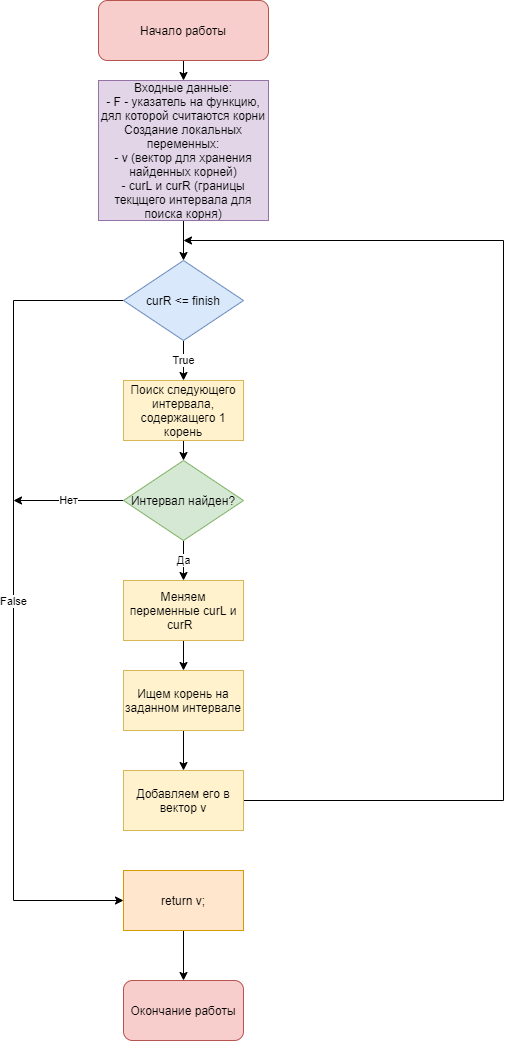 Начало работы
Входные данные:
- F - указатель на функцию,
дял которой считаются корни
Создание локальных
переменных:
- v (вектор для хранения
найденных корней)
- curL и curR (границы
текцщего интервала для
поиска корня)
curR <= finish
True
Поиск следующего
интервала,
содержащего 1
корень
Интервал найден?
Нет
Да
Меняем
переменные curL и
curR
False
Ищем корень на
заданном интервале
Добавляем его в
вектор v
return v;
Окончание работы